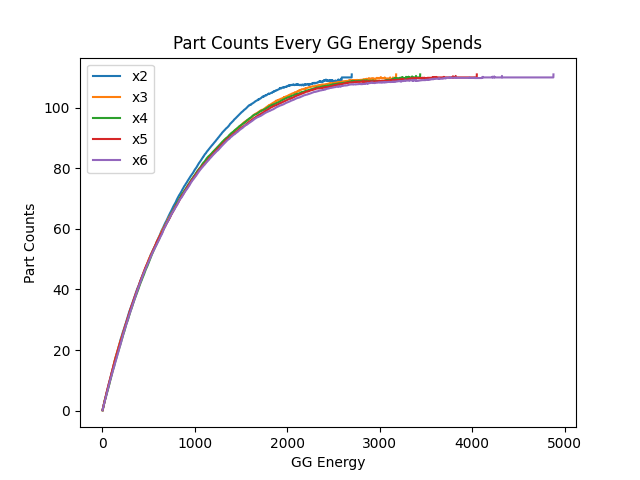 Part Counts Every GG Energy Spends
x2
x3
x4
x5
x6
100
80
60
40
20
0
Part Counts
0 1000 2000 3000 4000 5000
GG Energy